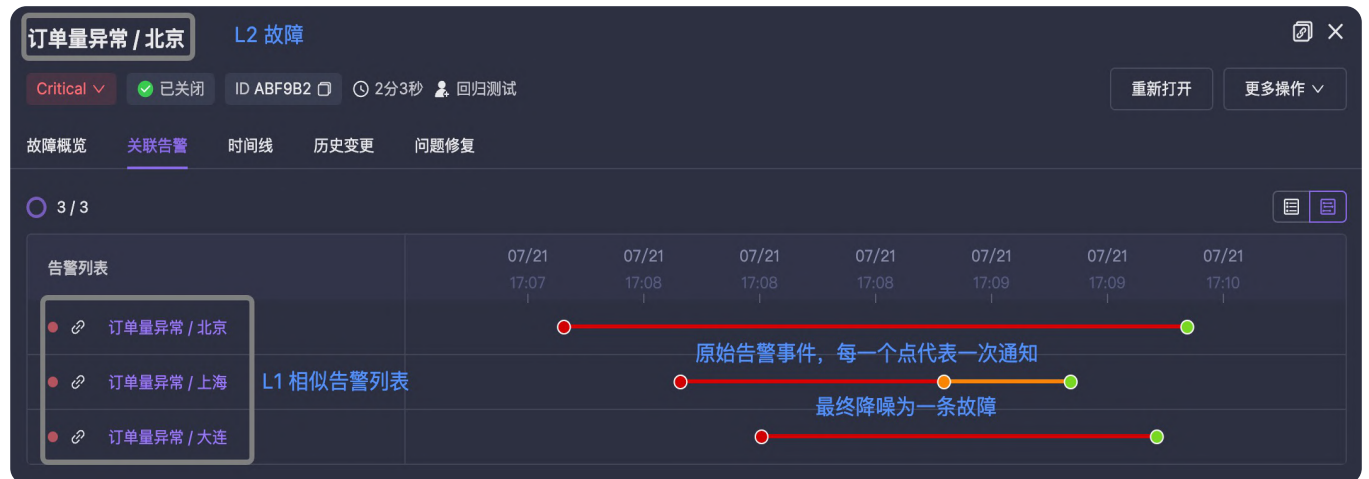 订单量异常 / 北京 L2 故障
Critical 已关闭 ID ABF9B2 2分3秒 回归测试 重新打开 更多操作
故障概览 关联告警 时间线 历史变更 问题修复
3 / 3
告警列表
07/21 07/21 07/21 07/21 07/21 07/21 07/21
17:07 17:08 17:08 17:08 17:09 17:09 17:10
订单量异常 / 北京
原始告警事件，每一个点代表一次通知
订单量异常 / 上海 L1 相似告警列表
最终降噪为一条故障
订单量异常 / 大连